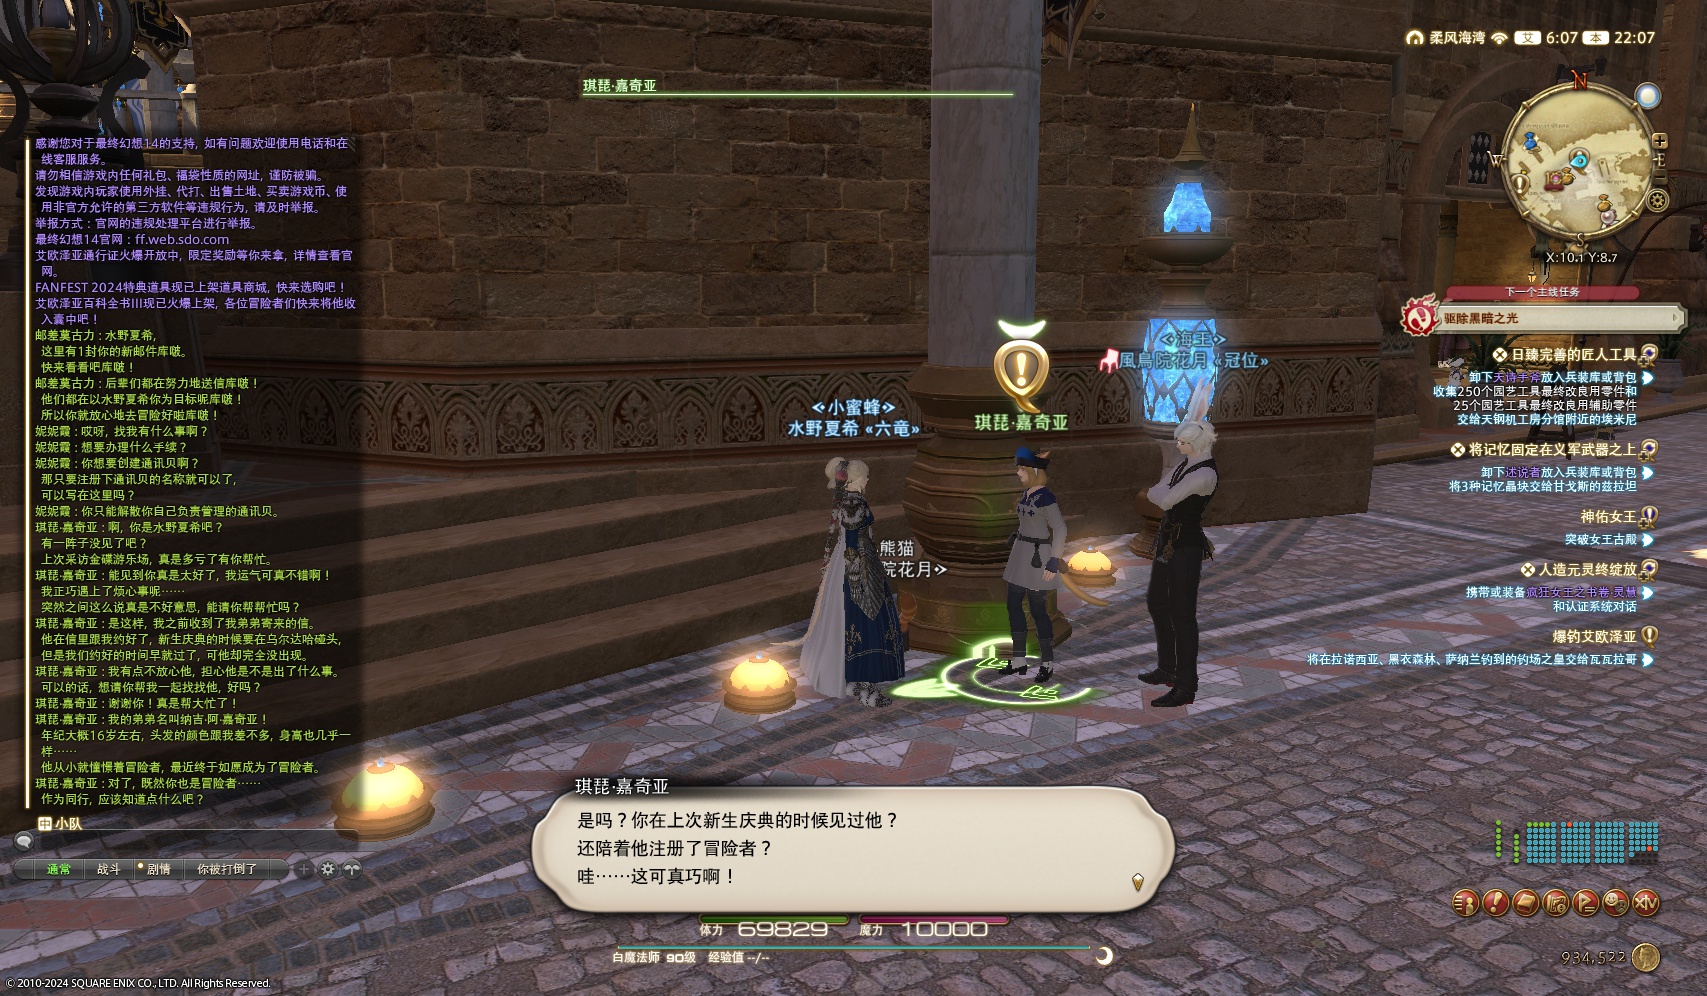 柔风海湾 艾 6:07 本 22:07
琪琵·嘉奇亚
N
W
E
S
X:10.1 Y:8.7
感谢您对于最终幻想14的支持, 如有问题欢迎使用电话和在
线客服服务。
请勿相信游戏内任何礼包、福袋性质的网址, 谨防被骗。
发现游戏内玩家使用外挂、代打、出售土地、买卖游戏币、使
用非官方允许的第三方软件等违规行为, 请及时举报。
举报方式：官网的违规处理平台进行举报。
最终幻想14官网：ff.web.sdo.com
艾欧泽亚通行证火爆开放中, 限定奖励等你来拿, 详情查看官
网。
FANFEST 2024特典道具现已上架道具商城, 快来选购吧！
艾欧泽亚百科全书III现已火爆上架, 各位冒险者们快来将他收
入囊中吧！
邮差莫古力：水野夏希,
这里有1封你的新邮件库啵。
快来看看吧库啵！
邮差莫古力：后辈们都在努力地送信库啵！
他们都在以水野夏希你为目标呢库啵！
所以你就放心地去冒险好啦库啵！
妮妮霞：哎呀, 找我有什么事啊？
妮妮霞：想要办理什么手续？
妮妮霞：你想要创建通讯贝啊？
那只要注册下通讯贝的名称就可以了,
可以写在这里吗？
妮妮霞：你只能解散你自己负责管理的通讯贝。
琪琵·嘉奇亚：啊, 你是水野夏希吧？
有一阵子没见了吧？
上次采访金碟游乐场, 真是多亏了有你帮忙。
琪琵·嘉奇亚：能见到你真是太好了, 我运气可真不错啊！
我正巧遇上了烦心事呢……
突然之间这么说真是不好意思, 能请你帮帮忙吗？
琪琵·嘉奇亚：是这样, 我之前收到了我弟弟寄来的信。
他在信里跟我约好了, 新生庆典的时候要在乌尔达哈碰头,
但是我们约好的时间早就过了, 可他却完全没出现。
琪琵·嘉奇亚：我有点不放心他, 担心他是不是出了什么事。
可以的话, 想请你帮我一起找找他, 好吗？
琪琵·嘉奇亚：谢谢你！真是帮大忙了！
琪琵·嘉奇亚：我的弟弟名叫纳吉·阿·嘉奇亚！
年纪大概16岁左右, 头发的颜色跟我差不多, 身高也几乎一
样……
他从小就憧憬着冒险者, 最近终于如愿成为了冒险者。
琪琵·嘉奇亚：对了, 既然你也是冒险者……
作为同行, 应该知道点什么吧？
中 小队
通常 战斗 剧情 你被打倒了
下一个主线任务
驱除黑暗之光
日臻完善的匠人工具
卸下天诗手斧放入兵装库或背包
收集250个园艺工具最终改良用零件和
25个园艺工具最终改良用辅助零件
交给天钢机工房分馆附近的埃米尼
将记忆固定在义军武器之上
卸下述说者放入兵装库或背包
将3种记忆晶块交给甘戈斯的兹拉坦
神佑女王
突破女王古殿
人造元灵终绽放
携带或装备疯狂女王之书卷·灵慧
和认证系统对话
爆钓艾欧泽亚
将在拉诺西亚、黑衣森林、萨纳兰钓到的钓场之皇交给瓦瓦拉哥
«海王»
風鳥院花月 «冠位»
«小蜜蜂»
水野夏希 «六竜»
琪琵·嘉奇亚
熊猫
院花月»
琪琵·嘉奇亚
是吗？你在上次新生庆典的时候见过他？
还陪着他注册了冒险者？
哇……这可真巧啊！
体力 69829 魔力 10000
白魔法师 90级 经验值 --/--
XIV
934,522
© 2010-2024 SQUARE ENIX CO., LTD. All Rights Reserved.